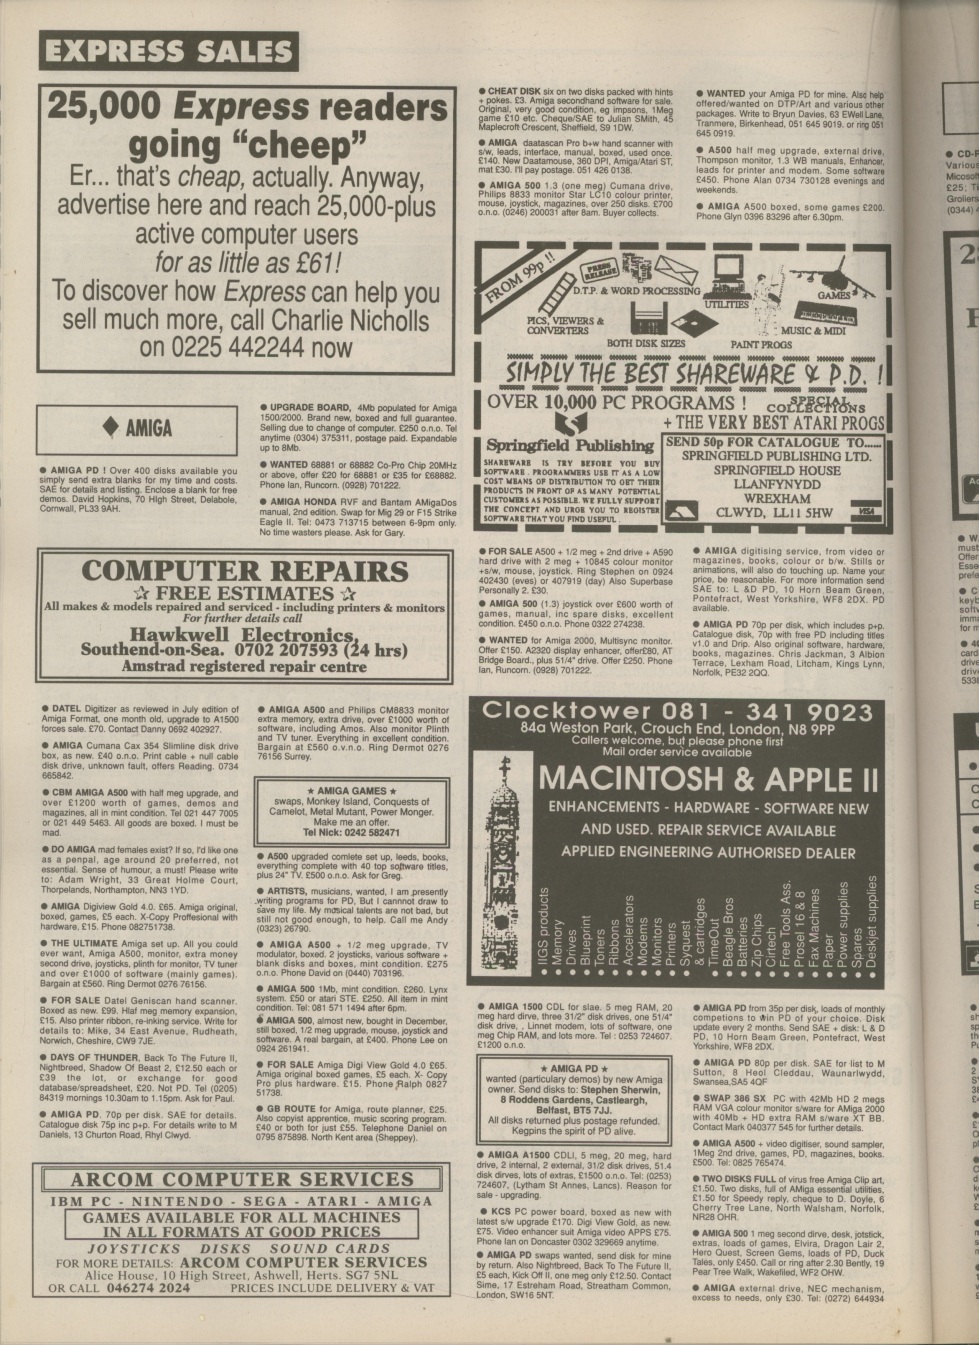 EXPRESS SALES
25,000 Express readers
going “cheep”
Er... that's cheap, actually. Anyway,
advertise here and reach 25,000-plus
active computer users
for as little as £61!
To discover how Express can help you
sell much more, call Charlie Nicholls
on 0225 442244 now
◆ AMIGA
● AMIGA PD ! Over 400 disks available you
simply send extra blanks for my time and costs.
SAE for details and listing. Enclose a blank for free
demos. David Hopkins, 70 High Street, Delabole,
Cornwall, PL33 9AH.
● UPGRADE BOARD, 4Mb populated for Amiga
1500/2000. Brand new, boxed and full guarantee.
Selling due to change of computer. £250 o.n.o. Tel
anytime (0304) 375311, postage paid. Expandable
up to 8Mb.
● WANTED 68881 or 68882 Co-Pro Chip 20MHz
or above, offer £20 for 68881 or £35 for £68882.
Phone Ian, Runcorn. (0928) 701222.
● AMIGA HONDA RVF and Bantam AMigaDos
manual, 2nd edition. Swap for Mig 29 or F15 Strike
Eagle II. Tel: 0473 713715 between 6-9pm only.
No time wasters please. Ask for Gary.
COMPUTER REPAIRS
☆ FREE ESTIMATES ☆
All makes & models repaired and serviced - including printers & monitors
For further details call
Hawkwell Electronics,
Southend-on-Sea. 0702 207593 (24 hrs)
Amstrad registered repair centre
● DATEL Digitizer as reviewed in July edition of
Amiga Format, one month old, upgrade to A1500
forces sale. £70. Contact Danny 0692 402927.
● AMIGA Cumana Cax 354 Slimline disk drive
box, as new. £40 o.n.o. Print cable + null cable
disk drive, unknown fault, offers Reading. 0734
665842.
● CBM AMIGA A500 with half meg upgrade, and
over £1200 worth of games, demos and
magazines, all in mint condition. Tel 021 447 7005
or 021 449 5463. All goods are boxed. I must be
mad.
● DO AMIGA mad females exist? If so, I'd like one
as a penpal, age around 20 preferred, not
essential. Sense of humour, a must! Please write
to: Adam Wright, 33 Great Holme Court,
Thorpelands, Northampton, NN3 1YD.
● AMIGA Digiview Gold 4.0. £65. Amiga original,
boxed, games, £5 each. X-Copy Proffesional with
hardware, £15. Phone 082751738.
● THE ULTIMATE Amiga set up. All you could
ever want, Amiga A500, monitor, extra money
second drive, joysticks, plinth for monitor, TV tuner
and over £1000 of software (mainly games).
Bargain at £560. Ring Dermot 0276 76156.
● FOR SALE Datel Geniscan hand scanner.
Boxed as new. £99. Hlaf meg memory expansion,
£15. Also printer ribbon, re-inking service. Write for
details to: Mike, 34 East Avenue, Rudheath,
Norwich, Cheshire, CW9 7JE.
● DAYS OF THUNDER, Back To The Future II,
Nightbreed, Shadow Of Beast 2, £12.50 each or
£39 the lot, or exchange for good
database/spreadsheet, £20. Not PD. Tel (0205)
84319 mornings 10.30am to 1.15pm. Ask for Paul.
● AMIGA PD. 70p per disk. SAE for details.
Catalogue disk 75p inc p+p. For details write to M
Daniels, 13 Churton Road, Rhyl Clwyd.
● AMIGA A500 and Philips CM8833 monitor
extra memory, extra drive, over £1000 worth of
software, including Amos. Also monitor Plinth
and TV tuner. Everything in excellent condition.
Bargain at £560 o.v.n.o. Ring Dermot 0276
76156 Surrey.
★ AMIGA GAMES ★
swaps, Monkey Island, Conquests of
Camelot, Metal Mutant, Power Monger.
Make me an offer.
Tel Nick: 0242 582471
● A500 upgraded comlete set up, leeds, books,
everything complete with 40 top software titles,
plus 24" TV. £500 o.n.o. Ask for Greg.
● ARTISTS, musicians, wanted, I am presently
writing programs for PD, But I cannnot draw to
save my life. My musical talents are not bad, but
still not good enough, to help. Call me Andy
(0323) 26790.
● AMIGA A500 + 1/2 meg upgrade, TV
modulator, boxed. 2 joysticks, various software +
blank disks and boxes, mint condition. £275
o.n.o. Phone David on (0440) 703196.
● AMIGA 500 1Mb, mint condition. £260. Lynx
system. £50 or atari STE. £250. All item in mint
condition. Tel: 081 571 1494 after 6pm.
● AMIGA 500, almost new, bought in December,
still boxed, 1/2 meg upgrade, mouse, joystick and
software. A real bargain, at £400. Phone Lee on
0924 261941.
● FOR SALE Amiga Digi View Gold 4.0 £65.
Amiga original boxed games, £5 each. X- Copy
Pro plus hardware. £15. Phone Ralph 0827
51738.
● GB ROUTE for Amiga, route planner, £25.
Also copyist apprentice, music scoring program.
£40 or both for just £55. Telephone Daniel on
0795 875898. North Kent area (Sheppey).
ARCOM COMPUTER SERVICES
IBM PC - NINTENDO - SEGA - ATARI - AMIGA
GAMES AVAILABLE FOR ALL MACHINES
IN ALL FORMATS AT GOOD PRICES
JOYSTICKS DISKS SOUND CARDS
FOR MORE DETAILS: ARCOM COMPUTER SERVICES
Alice House, 10 High Street, Ashwell, Herts. SG7 5NL
OR CALL 046274 2024 PRICES INCLUDE DELIVERY & VAT
● CHEAT DISK six on two disks packed with hints
+ pokes. £3. Amiga secondhand software for sale.
Original, very good condition, eg impsons, 1Meg
game £10 etc. Cheque/SAE to Julian SMith, 45
Maplecroft Crescent, Sheffield, S9 1DW.
● AMIGA daatascan Pro b+w hand scanner with
s/w, leads, interface, manual, boxed, used once.
£140. New Daatamouse, 360 DPI, Amiga/Atari ST,
mat £30. I'll pay postage. 051 426 0138.
● AMIGA 500 1.3 (one meg) Cumana drive,
Philips 8833 monitor Star LC10 colour printer,
mouse, joystick, magazines, over 250 disks. £700
o.n.o. (0246) 200031 after 8am. Buyer collects.
● WANTED your Amiga PD for mine. Also help
offered/wanted on DTP/Art and various other
packages. Write to Bryun Davies, 63 EWell Lane,
Tranmere, Birkenhead, 051 645 9019. or ring 051
645 0919.
● A500 half meg upgrade, external drive,
Thompson monitor, 1.3 WB manuals, Enhancer,
leads for printer and modem. Some software
£450. Phone Alan 0734 730128 evenings and
weekends.
● AMIGA A500 boxed, some games £200.
Phone Glyn 0396 83296 after 6.30pm.
FROM 99p !!
PRESS
RELEASE
D.T.P. & WORD PROCESSING
UTILITIES
GAMES
PICS, VIEWERS &
CONVERTERS
BOTH DISK SIZES
PAINT PROGS
MUSIC & MIDI
SIMPLY THE BEST SHAREWARE & P.D. !
OVER 10,000 PC PROGRAMS !
SPECIAL
COLLECTIONS
+ THE VERY BEST ATARI PROGS
Springfield Publishing
SHAREWARE IS TRY BEFORE YOU BUY
SOFTWARE . PROGRAMMERS USE IT AS A LOW
COST MEANS OF DISTRIBUTION TO GET THEIR
PRODUCTS IN FRONT OF AS MANY POTENTIAL
CUSTOMERS AS POSSIBLE. WE FULLY SUPPORT
THE CONCEPT AND URGE YOU TO REGISTER
SOFTWARE THAT YOU FIND USEFUL .
SEND 50p FOR CATALOGUE TO......
SPRINGFIELD PUBLISHING LTD.
SPRINGFIELD HOUSE
LLANFYNYDD
WREXHAM
CLWYD, LL11 5HW
VISA
● FOR SALE A500 + 1/2 meg + 2nd drive + A590
hard drive with 2 meg + 10845 colour monitor
+s/w, mouse, joystick. Ring Stephen on 0924
402430 (eves) or 407919 (day) Also Superbase
Personally 2. £30.
● AMIGA 500 (1.3) joystick over £600 worth of
games, manual, inc spare disks, excellent
condition. £450 o.n.o. Phone 0322 274238.
● WANTED for Amiga 2000, Multisync monitor.
Offer £150. A2320 display enhancer, offer£80, AT
Bridge Board., plus 51/4" drive. Offer £250. Phone
Ian, Runcorn. (0928) 701222.
● AMIGA digitising service, from video or
magazines, books, colour or b/w. Stills or
animations, will also do touching up. Name your
price, be reasonable. For more information send
SAE to: L &D PD, 10 Horn Beam Green,
Pontefract, West Yorkshire, WF8 2DX. PD
available.
● AMIGA PD 70p per disk, which includes p+p.
Catalogue disk, 70p with free PD including titles
v1.0 and Drip. Also original software, hardware,
books, magazines. Chris Jackman, 3 Albion
Terrace, Lexham Road, Litcham, Kings Lynn,
Norfolk, PE32 2QQ.
Clocktower 081 - 341 9023
84a Weston Park, Crouch End, London, N8 9PP
Callers welcome, but please phone first
Mail order service available
MACINTOSH & APPLE II
ENHANCEMENTS - HARDWARE - SOFTWARE NEW
AND USED. REPAIR SERVICE AVAILABLE
APPLIED ENGINEERING AUTHORISED DEALER
● IIGS products
● Memory
● Drives
● Blueprint
● Toners
● Ribbons
● Accelerators
● Modems
● Monitors
● Printers
● Syquest
& cartridges
● TimeOut
● Beagle Bros
● Batteries
● Zip Chips
● Cirtech
● Free Tools Ass.
● Prosel 16 & 8
● Fax Machines
● Paper
● Power supplies
● Spares
● Deskjet supplies
● AMIGA 1500 CDL for slae. 5 meg RAM, 20
meg hard drive, three 31/2" disk drives, one 51/4"
disk drive, , Linnet modem, lots of software, one
meg Chip RAM, and lots more. Tel : 0253 724607.
£1200 o.n.o.
★ AMIGA PD ★
wanted (particulary demos) by new Amiga
owner. Send disks to: Stephen Sherwin,
8 Roddens Gardens, Castleargh,
Belfast, BT5 7JJ.
All disks returned plus postage refunded.
Kegpins the spirit of PD alive.
● AMIGA A1500 CDLI, 5 meg, 20 meg, hard
drive, 2 internal, 2 external, 31/2 disk drives, 51.4
disk dirves, lots of extras, £1500 o.n.o. Tel: (0253)
724607, (Lytham St Annes, Lancs). Reason for
sale - upgrading.
● KCS PC power board, boxed as new with
latest s/w upgrade £170. Digi View Gold, as new.
£75. Video enhancer suit Amiga video APPS £75.
Phone Ian on Doncaster 0302 329669 anytime.
● AMIGA PD swaps wanted, send disk for mine
by return. Also Nightbreed, Back To The Future II,
£5 each, Kick Off II, one meg only £12.50. Contact
Sime, 17 Estreham Road, Streatham Common,
London, SW16 5NT.
● AMIGA PD from 35p per disk, loads of monthly
competions to win PD of your choice. Disk
update every 2 months. Send SAE + disk: L & D
PD, 10 Horn Beam Green, Pontefract, West
Yorkshire, WF8 2DX.
● AMIGA PD 80p per disk. SAE for list to M
Sutton, 8 Heol Cleddau, Waunarlwydd,
Swansea,SA5 4QF
● SWAP 386 SX PC with 42Mb HD 2 megs
RAM VGA colour monitor s/ware for AMiga 2000
with 40Mb + HD extra RAM s/ware XT BB.
Contact Mark 040377 545 for further details.
● AMIGA A500 + video digitiser, sound sampler,
1Meg 2nd drive, games, PD, magazines, books.
£500. Tel: 0825 765474.
● TWO DISKS FULL of virus free Amiga Clip art,
£1.50. Two disks, full of AMiga essential utilities,
£1.50 for Speedy reply, cheque to D. Doyle, 6
Cherry Tree Lane, North Walsham, Norfolk,
NR28 OHR.
● AMIGA 500 1 meg second dirve, desk, jotstick,
extras, loads of games, Elvira, Dragon Lair 2,
Hero Quest, Screen Gems, loads of PD, Duck
Tales, only £450. Call or ring after 2.30 Bently, 19
Pear Tree Walk, Wakefiled, WF2 OHW.
● AMIGA external drive, NEC mechanism,
excess to needs, only £30. Tel: (0272) 644934